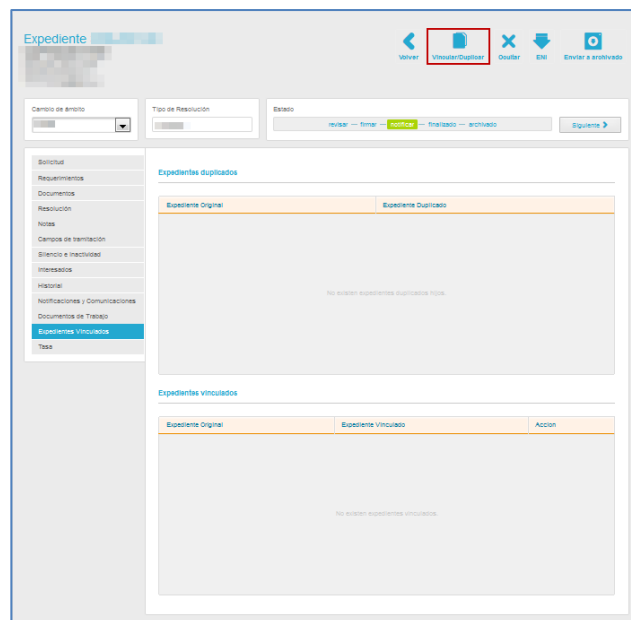 Expediente
Volver
Vincular/Duplicar
Ocultar
ENI
Enviar a archivado
Cambio de ámbito
Tipo de Resolución
Estado
revisar — firmar — notificar — finalizado — archivado
Siguiente
Solicitud
Requerimientos
Documentos
Resolución
Notas
Campos de tramitación
Silencio e Inactividad
Interesados
Historial
Notificaciones y Comunicaciones
Documentos de Trabajo
Expedientes Vinculados
Tasa
Expedientes duplicados
Expediente Original Expediente Duplicado
No existen expedientes duplicados hijos.
Expedientes vinculados
Expediente Original Expediente Vinculado Accion
No existen expedientes vinculados.